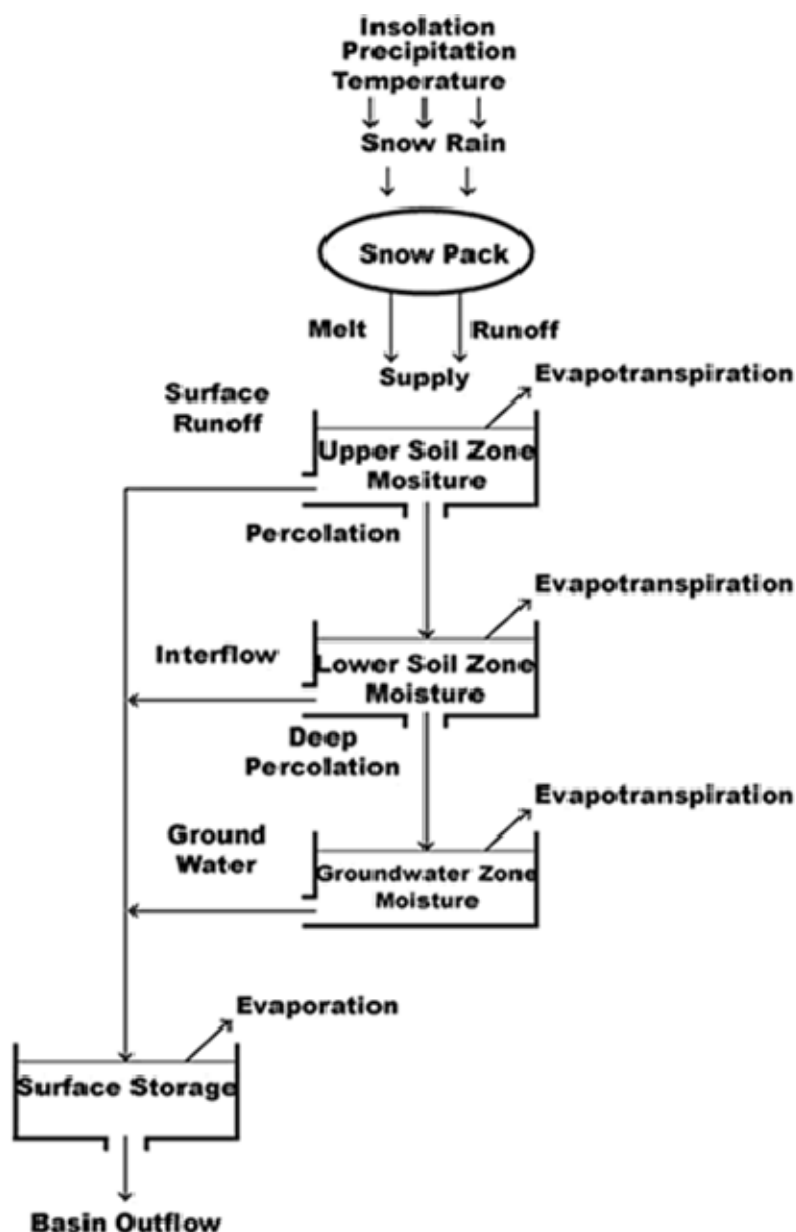 Insolation
Precipitation
Temperature
Snow Rain
Snow Pack
Melt Runoff
Supply
Evapotranspiration
Surface
Runoff
Upper Soil Zone
Mositure
Percolation
Evapotranspiration
Interflow
Lower Soil Zone
Moisture
Deep
Percolation
Evapotranspiration
Ground
Water
Groundwater Zone
Moisture
Evaporation
Surface Storage
Basin Outflow